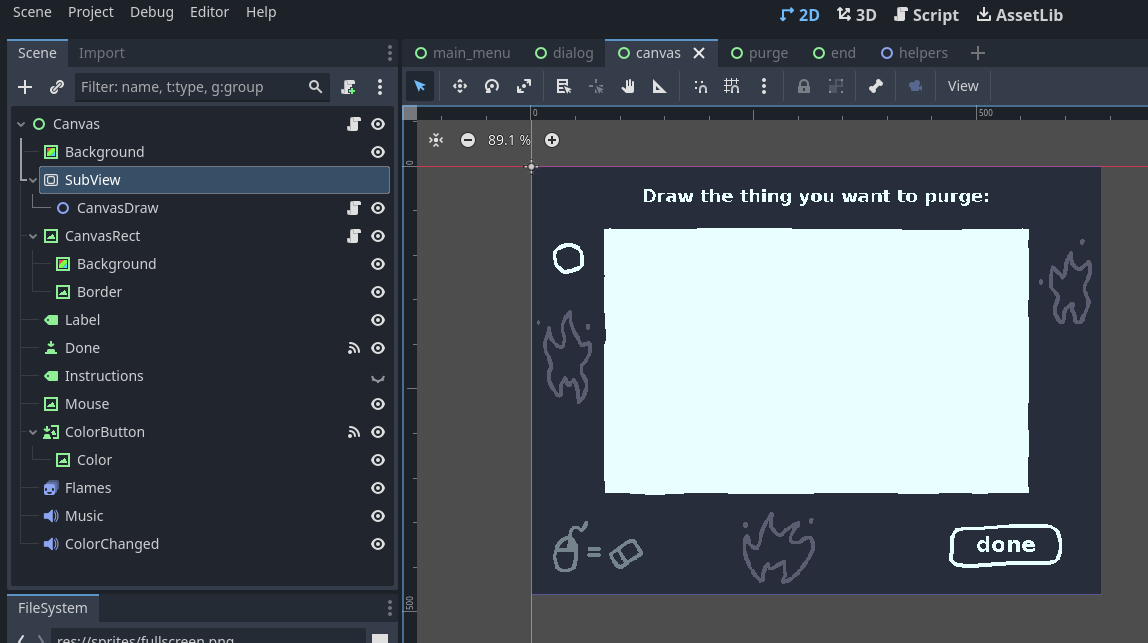 Scene Project Debug Editor Help
2D 3D Script AssetLib
Scene Import
main_menu dialog canvas purge end helpers
Filter: name, t:type, g:group
View
Canvas
Background
SubView
CanvasDraw
CanvasRect
Background
Border
Label
Done
Instructions
Mouse
ColorButton
Color
Flames
Music
ColorChanged
FileSystem
res://sprites/fullscreen.png
0 500
89.1 %
0
500
Draw the thing you want to purge:
=
done